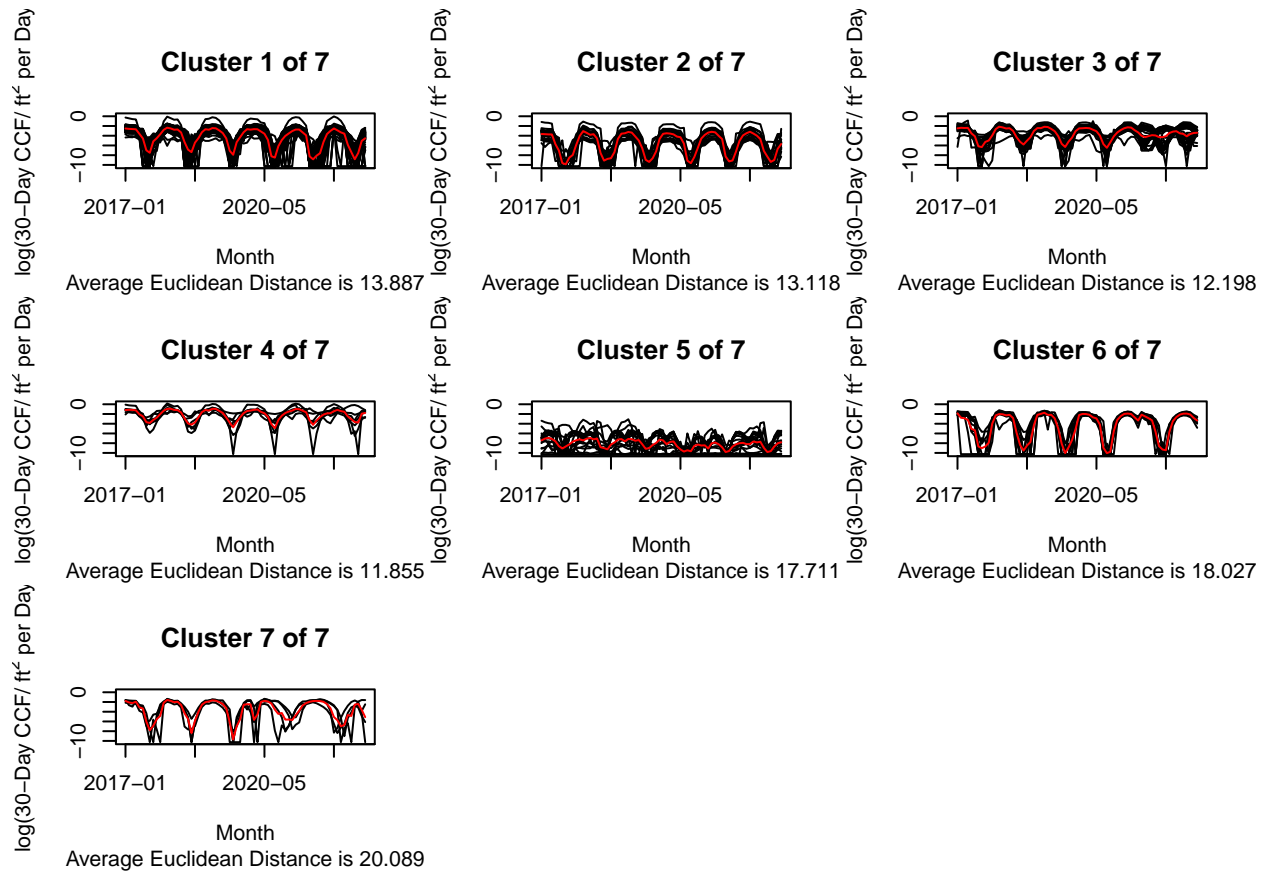 Cluster 1 of 7
log(30−Day CCF/ ft² per Day
0
−10
2017−01 2020−05
Month
Average Euclidean Distance is 13.887
Cluster 2 of 7
log(30−Day CCF/ ft² per Day
0
−10
2017−01 2020−05
Month
Average Euclidean Distance is 13.118
Cluster 3 of 7
log(30−Day CCF/ ft² per Day
0
−10
2017−01 2020−05
Month
Average Euclidean Distance is 12.198
Cluster 4 of 7
log(30−Day CCF/ ft² per Day
0
−10
2017−01 2020−05
Month
Average Euclidean Distance is 11.855
Cluster 5 of 7
log(30−Day CCF/ ft² per Day
0
−10
2017−01 2020−05
Month
Average Euclidean Distance is 17.711
Cluster 6 of 7
log(30−Day CCF/ ft² per Day
0
−10
2017−01 2020−05
Month
Average Euclidean Distance is 18.027
Cluster 7 of 7
log(30−Day CCF/ ft² per Day
0
−10
2017−01 2020−05
Month
Average Euclidean Distance is 20.089